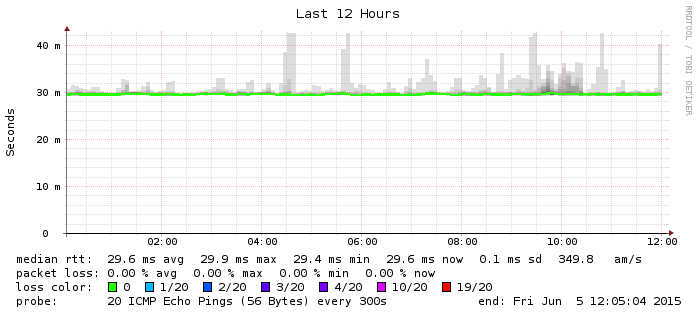 Last 12 Hours
RRDTOOL / TOBI OETIKER
Seconds
40 m
30 m
20 m
10 m
0
02:00 04:00 06:00 08:00 10:00 12:00
median rtt: 29.6 ms avg 29.9 ms max 29.4 ms min 29.6 ms now 0.1 ms sd 349.8 am/s
packet loss: 0.00 % avg 0.00 % max 0.00 % min 0.00 % now
loss color: 0 1/20 2/20 3/20 4/20 10/20 19/20
probe: 20 ICMP Echo Pings (56 Bytes) every 300s end: Fri Jun 5 12:05:04 2015